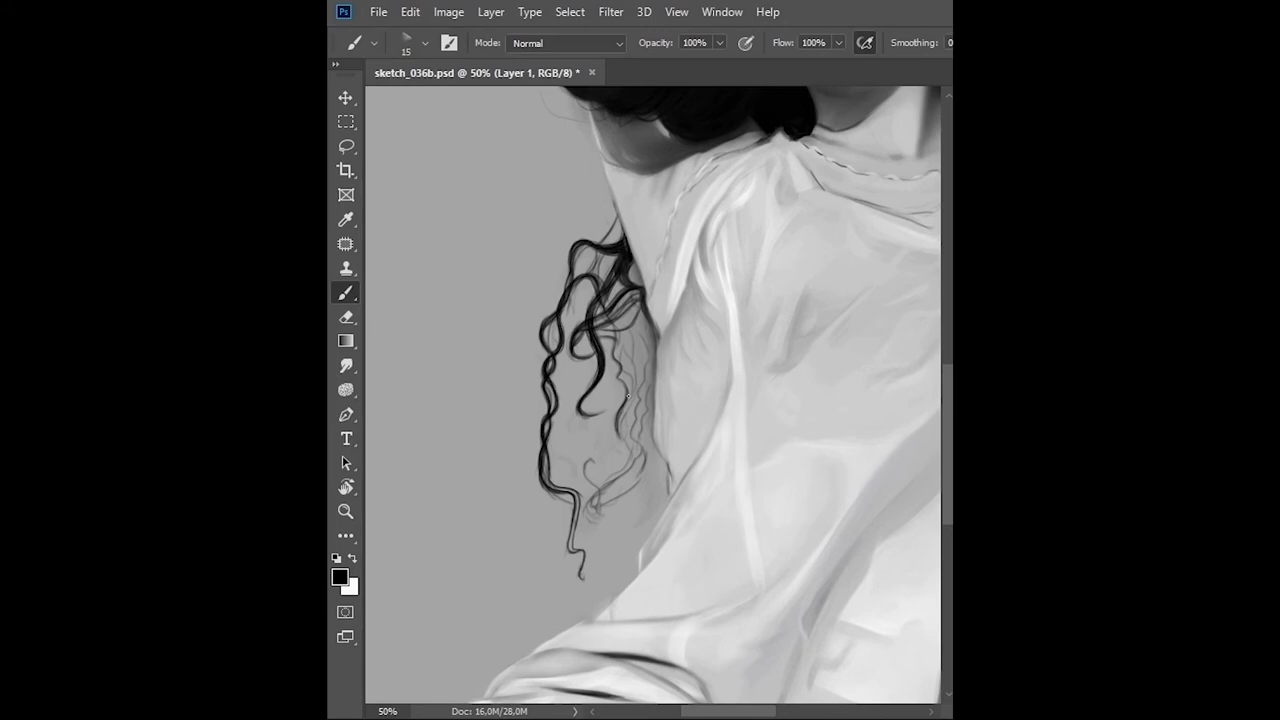 Ps File Edit Image Layer Type Select Filter 3D View Window Help
15 Mode: Normal Opacity: 100% Flow: 100% Smoothing: 0
sketch_036b.psd @ 50% (Layer 1, RGB/8) * ×
T
50% Doc: 16,0M/28,0M